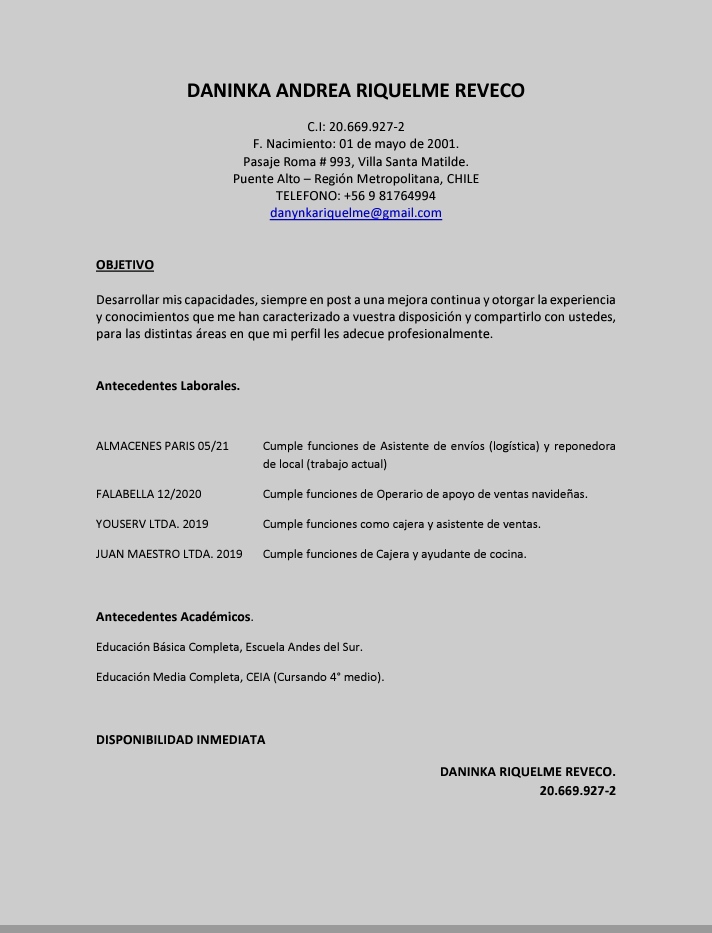 DANINKA ANDREA RIQUELME REVECO
C.I: 20.669.927-2
F. Nacimiento: 01 de mayo de 2001.
Pasaje Roma # 993, Villa Santa Matilde.
Puente Alto – Región Metropolitana, CHILE
TELEFONO: +56 9 81764994
danynkariquelme@gmail.com
OBJETIVO
Desarrollar mis capacidades, siempre en post a una mejora continua y otorgar la experiencia
y conocimientos que me han caracterizado a vuestra disposición y compartirlo con ustedes,
para las distintas áreas en que mi perfil les adecue profesionalmente.
Antecedentes Laborales.
ALMACENES PARIS 05/21 Cumple funciones de Asistente de envíos (logística) y reponedora
de local (trabajo actual)
FALABELLA 12/2020 Cumple funciones de Operario de apoyo de ventas navideñas.
YOUSERV LTDA. 2019 Cumple funciones como cajera y asistente de ventas.
JUAN MAESTRO LTDA. 2019 Cumple funciones de Cajera y ayudante de cocina.
Antecedentes Académicos.
Educación Básica Completa, Escuela Andes del Sur.
Educación Media Completa, CEIA (Cursando 4° medio).
DISPONIBILIDAD INMEDIATA
DANINKA RIQUELME REVECO.
20.669.927-2